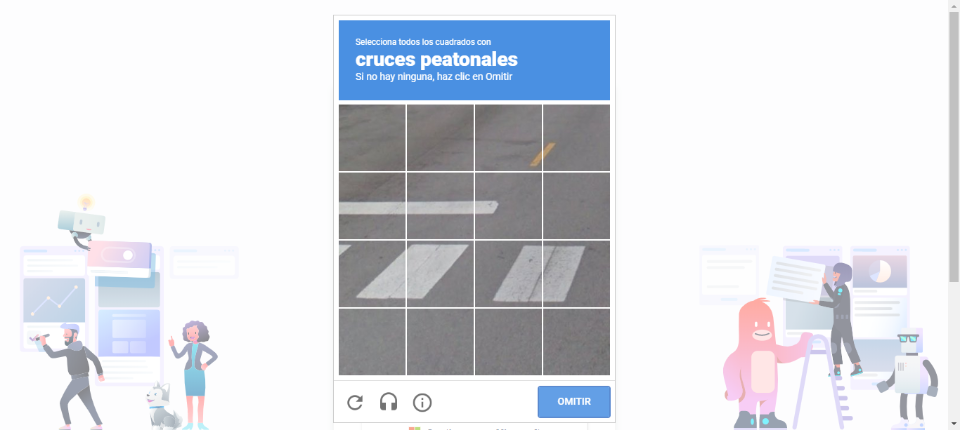 Selecciona todos los cuadrados con
cruces peatonales
Si no hay ninguna, haz clic en Omitir
OMITIR